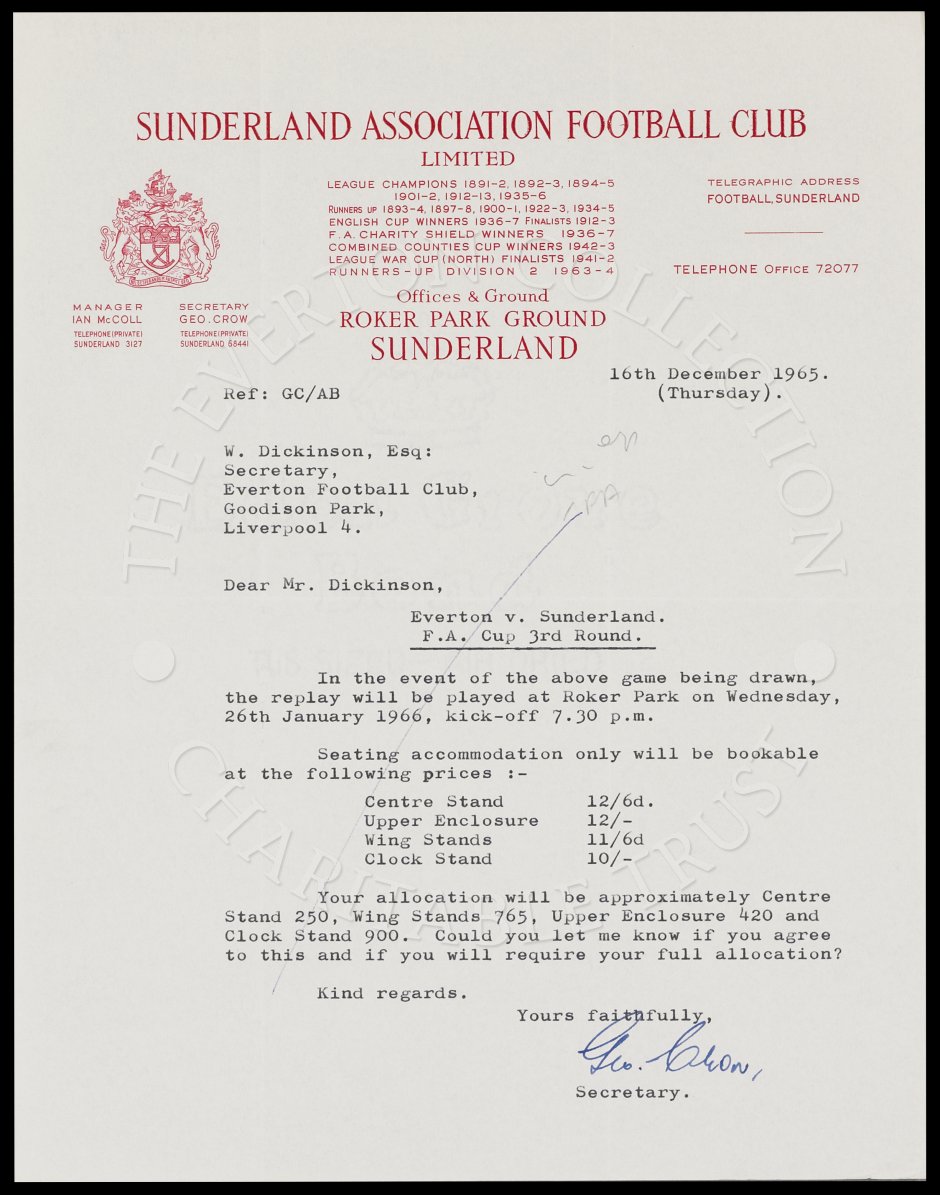 SUNDERLAND ASSOCIATION FOOTBALL CLUB
LIMITED
LEAGUE CHAMPIONS 1891-2, 1892-3, 1894-5
1901-2, 1912-13, 1935-6
RUNNERS UP 1893-4, 1897-8, 1900-1, 1922-3, 1934-5
ENGLISH CUP WINNERS 1936-7 FINALISTS 1912-3
F.A CHARITY SHIELD WINNERS 1936-7
COMBINED COUNTIES CUP WINNERS 1942-3
LEAGUE WAR CUP (NORTH) FINALISTS 1941-2
RUNNERS-UP DIVISION 2 1963-4
TELEGRAPHIC ADDRESS
FOOTBALL, SUNDERLAND
TELEPHONE OFFICE 72077
MANAGER
IAN McCOLL
TELEPHONE (PRIVATE)
SUNDERLAND 3127
SECRETARY
GEO. CROW
TELEPHONE (PRIVATE)
SUNDERLAND 68441
Offices & Ground
ROKER PARK GROUND
SUNDERLAND
16th December 1965.
(Thursday).
Ref: GC/AB
W. Dickinson, Esq:
Secretary,
Everton Football Club,
Goodison Park,
Liverpool 4.
Dear Mr. Dickinson,
Everton v. Sunderland.
F.A. Cup 3rd Round.
In the event of the above game being drawn,
the replay will be played at Roker Park on Wednesday,
26th January 1966, kick-off 7.30 p.m.
Seating accommodation only will be bookable
at the following prices :-
Centre Stand 12/6d.
Upper Enclosure 12/-
Wing Stands 11/6d
Clock Stand 10/-
Your allocation will be approximately Centre
Stand 250, Wing Stands 765, Upper Enclosure 420 and
Clock Stand 900. Could you let me know if you agree
to this and if you will require your full allocation?
Kind regards.
Yours faithfully,
Geo. Crow,
Secretary.
THE EVERTON COLLECTION
CHARITABLE TRUST